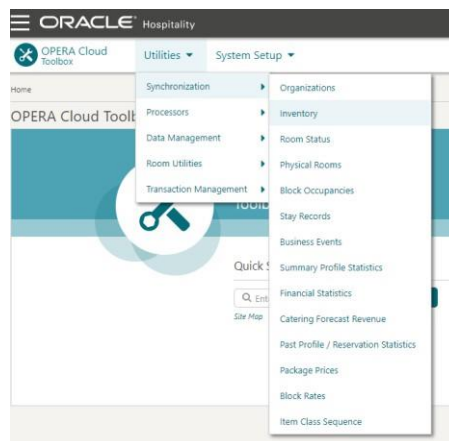 ORACLE Hospitality
OPERA Cloud
Toolbox
Utilities
System Setup
Home
OPERA Cloud Toolb
Synchronization
Processors
Data Management
Room Utilities
Transaction Management
Organizations
Inventory
Room Status
Physical Rooms
Block Occupancies
Stay Records
Business Events
Summary Profile Statistics
Financial Statistics
Catering Forecast Revenue
Past Profile / Reservation Statistics
Package Prices
Block Rates
Item Class Sequence
Toolb
Quick S
Ent
Site Map